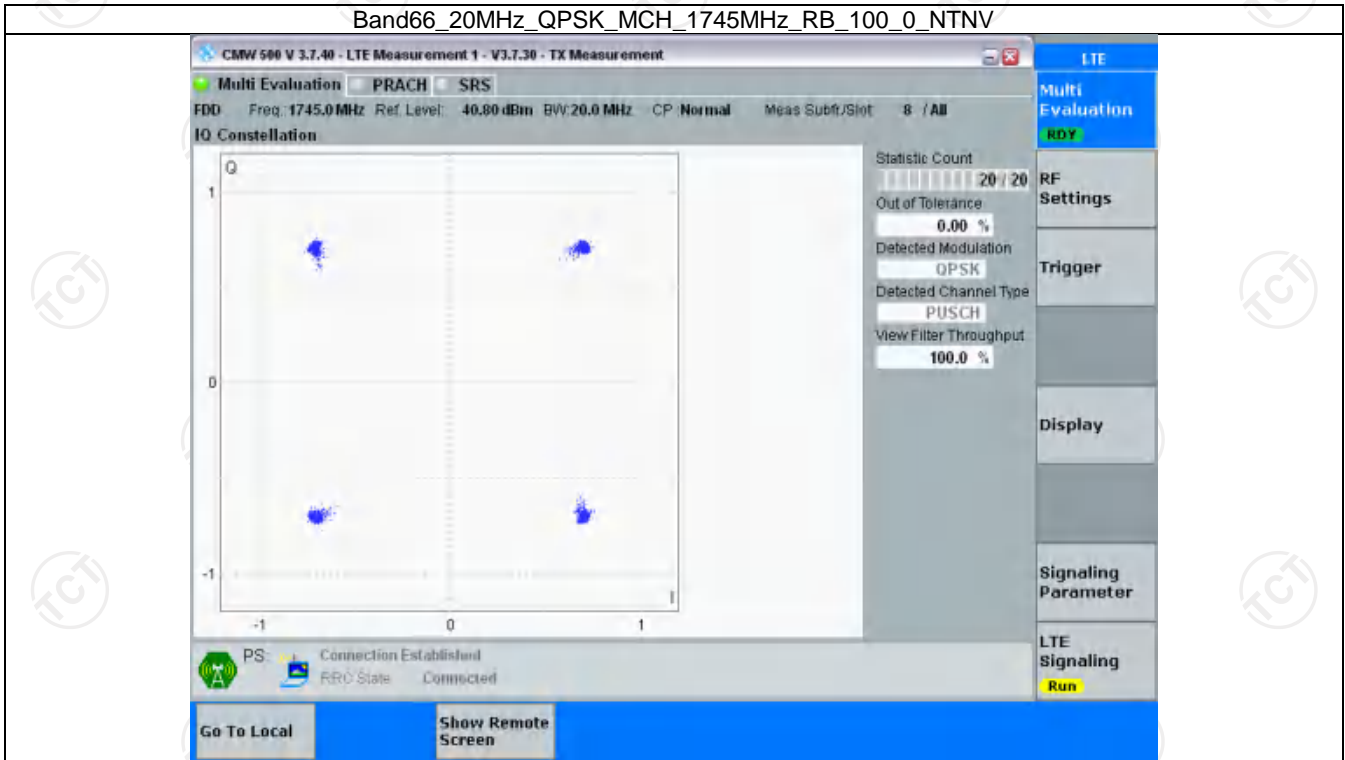 Band66_20MHz_QPSK_MCH_1745MHz_RB_100_0_NTNV
CMW 500 V 3.7.40 - LTE Measurement 1 - V3.7.30 - TX Measurement
LTE
Multi Evaluation PRACH SRS
FDD Freq.: 1745.0 MHz Ref. Level: 40.80 dBm BW: 20.0 MHz CP: Normal Meas Subfr./Slot: 8 / All
IQ Constellation
Multi
Evaluation
RDY
Q
1
0
-1
I
-1 0 1
Statistic Count
20 / 20
Out of Tolerance
0.00 %
Detected Modulation
QPSK
Detected Channel Type
PUSCH
View Filter Throughput
100.0 %
RF
Settings
Trigger
Display
Signaling
Parameter
LTE
Signaling
Run
PS: Connection Established
RRC State Connected
Go To Local
Show Remote
Screen
TCT
TCT
TCT
TCT